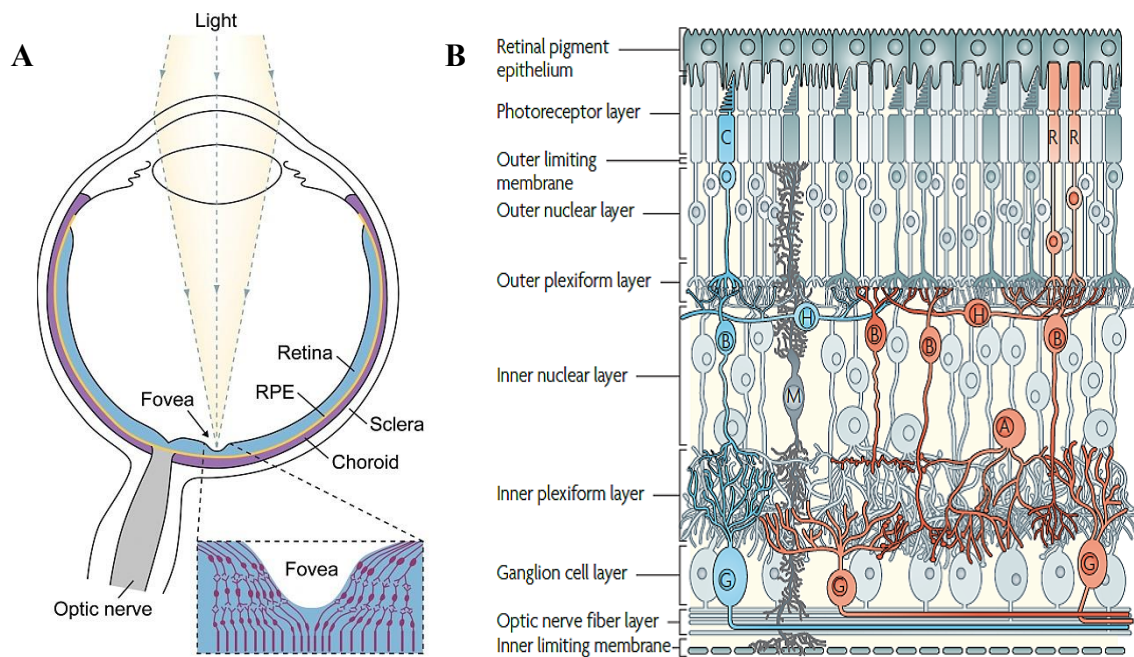 A
Light
Retina
RPE
Fovea
Sclera
Choroid
Fovea
Optic nerve
B
Retinal pigment
epithelium
Photoreceptor layer
Outer limiting
membrane
Outer nuclear layer
Outer plexiform layer
Inner nuclear layer
Inner plexiform layer
Ganglion cell layer
Optic nerve fiber layer
Inner limiting membrane
C
R
R
H
H
B
B
B
B
M
A
G
G
G